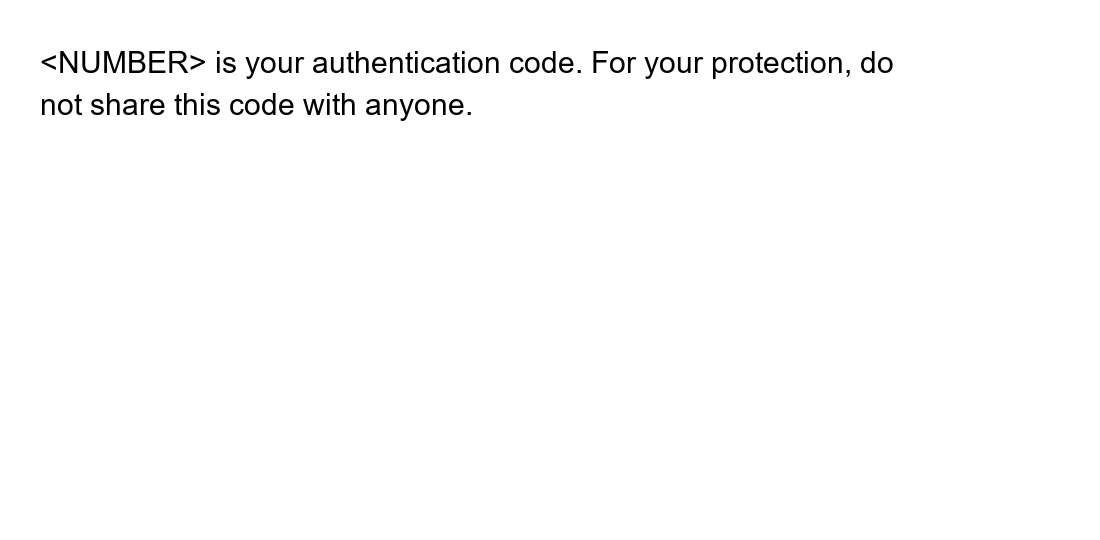 <NUMBER> is your authentication code. For your protection, do
not share this code with anyone.